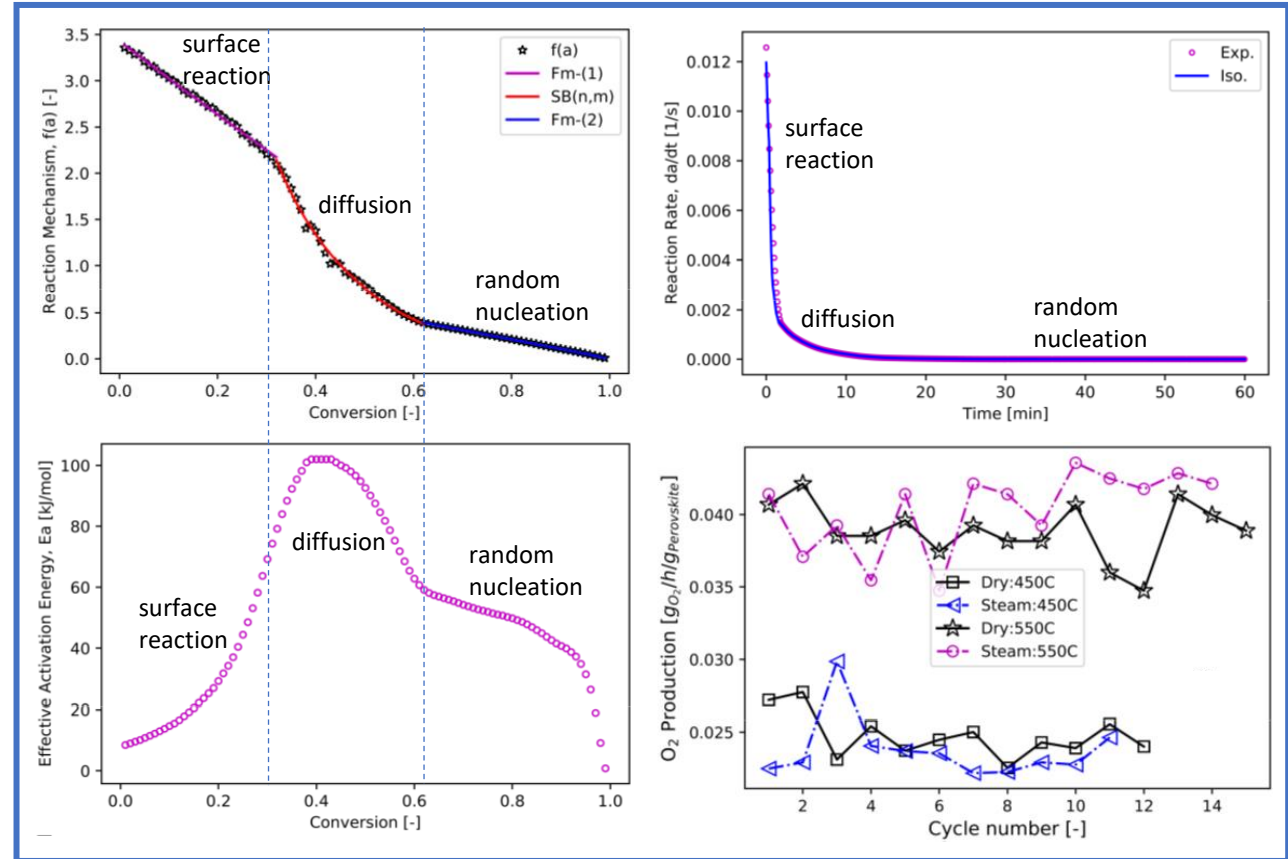 3.5
3.0
2.5
2.0
1.5
1.0
0.5
0.0
Reaction Mechanism, f(a) [-]
surface
reaction
diffusion
random
nucleation
f(a)
Fm-(1)
SB(n,m)
Fm-(2)
0.0 0.2 0.4 0.6 0.8 1.0
Conversion [-]
0.012
0.010
0.008
0.006
0.004
0.002
0.000
Reaction Rate, da/dt [1/s]
Exp.
Iso.
surface
reaction
diffusion
random
nucleation
0 10 20 30 40 50 60
Time [min]
100
80
60
40
20
0
Effective Activation Energy, Ea [kJ/mol]
surface
reaction
diffusion
random
nucleation
0.0 0.2 0.4 0.6 0.8 1.0
Conversion [-]
0.040
0.035
0.030
0.025
O₂ Production [g_{O₂}/h/g_{Perovskite}]
Dry:450C
Steam:450C
Dry:550C
Steam:550C
2 4 6 8 10 12 14
Cycle number [-]